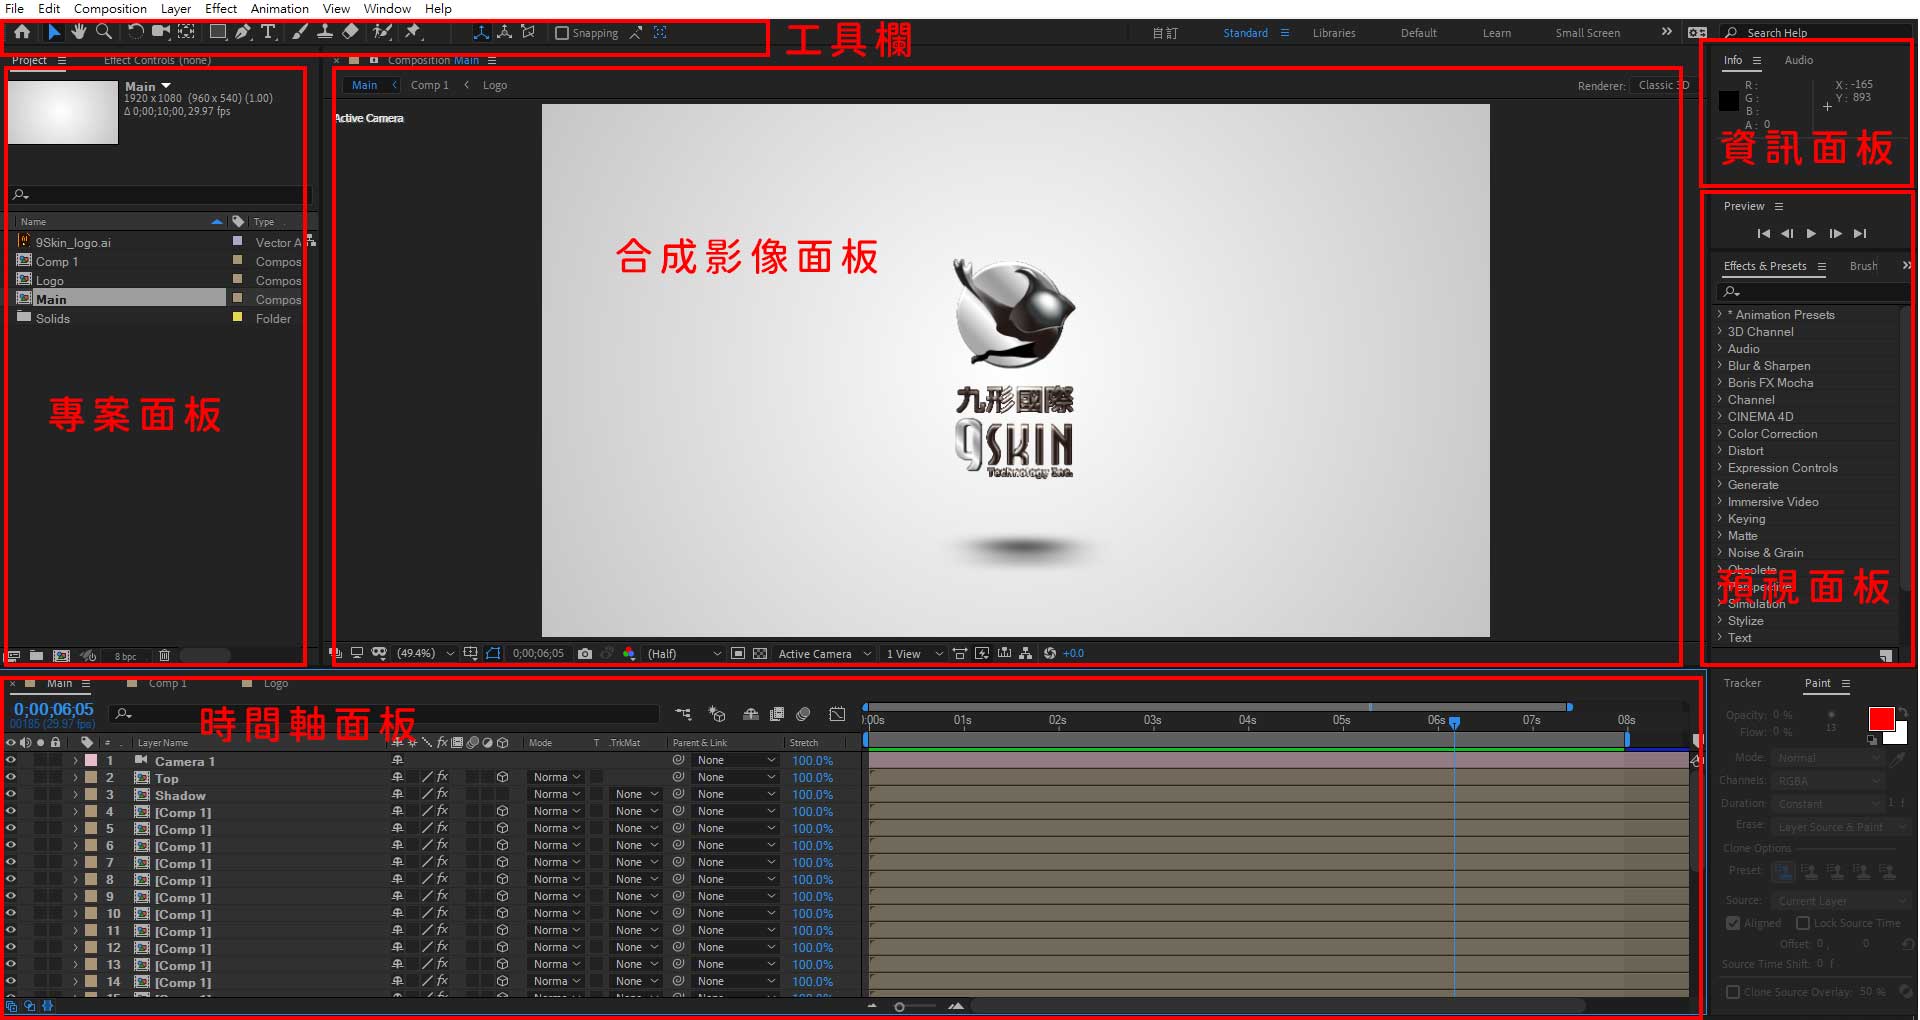 File Edit Composition Layer Effect Animation View Window Help
Snapping
工具欄
自訂 Standard Libraries Default Learn Small Screen
Search Help
Project Effect Controls (none)
Main
1920 x 1080 (960 x 540) (1.00)
Δ 0;00;10;00, 29.97 fps
Name Type
9Skin_logo.ai Vector A
Comp 1 Compos
Logo Compos
Main Compos
Solids Folder
專案面板
8 bpc
Composition Main
Main Comp 1 Logo
Renderer: Classic 3D
Active Camera
合成影像面板
九形國際
9SKIN
Technology Inc.
(49.4%) 0;00;06;05 (Half) Active Camera 1 View +0.0
Info Audio
R :
G :
B :
A : 0
X : -165
Y : 893
資訊面板
Preview
Effects & Presets Brush
* Animation Presets
3D Channel
Audio
Blur & Sharpen
Boris FX Mocha
Channel
CINEMA 4D
Color Correction
Distort
Expression Controls
Generate
Immersive Video
Keying
Matte
Noise & Grain
Obsolete
Perspective
預視面板
Simulation
Stylize
Text
Main Comp 1 Logo
0;00;06;05
00185 (29.97 fps)
時間軸面板
# Layer Name Mode T .TrkMat Parent & Link Stretch
:00s 01s 02s 03s 04s 05s 06s 07s 08s
1 Camera 1 None 100.0%
2 Top Norma None 100.0%
3 Shadow Norma None None 100.0%
4 [Comp 1] Norma None None 100.0%
5 [Comp 1] Norma None None 100.0%
6 [Comp 1] Norma None None 100.0%
7 [Comp 1] Norma None None 100.0%
8 [Comp 1] Norma None None 100.0%
9 [Comp 1] Norma None None 100.0%
10 [Comp 1] Norma None None 100.0%
11 [Comp 1] Norma None None 100.0%
12 [Comp 1] Norma None None 100.0%
13 [Comp 1] Norma None None 100.0%
14 [Comp 1] Norma None None 100.0%
Tracker Paint
Opacity: 0 %
Flow: 0 %
13
Mode: Normal
Channels: RGBA
Duration: Constant 1 f
Erase: Layer Source & Paint
Clone Options
Preset:
Source: Current Layer
Aligned Lock Source Time
Offset: 0 , 0
Source Time Shift: 0 f
Clone Source Overlay: 50 %